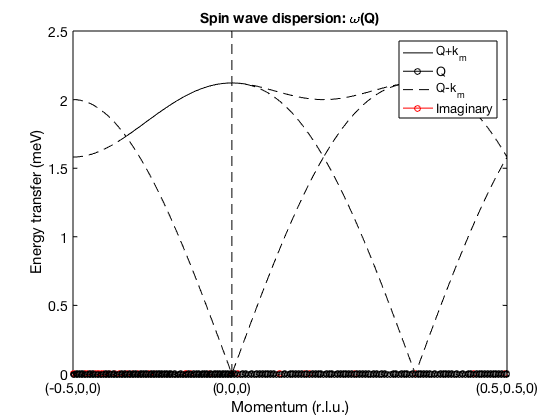 Spin wave dispersion: ω(Q)
2.5
2
1.5
1
0.5
0
Energy transfer (meV)
Q+k_m
Q
Q-k_m
Imaginary
(-0.5,0,0)
(0,0,0)
(0.5,0.5,0)
Momentum (r.l.u.)